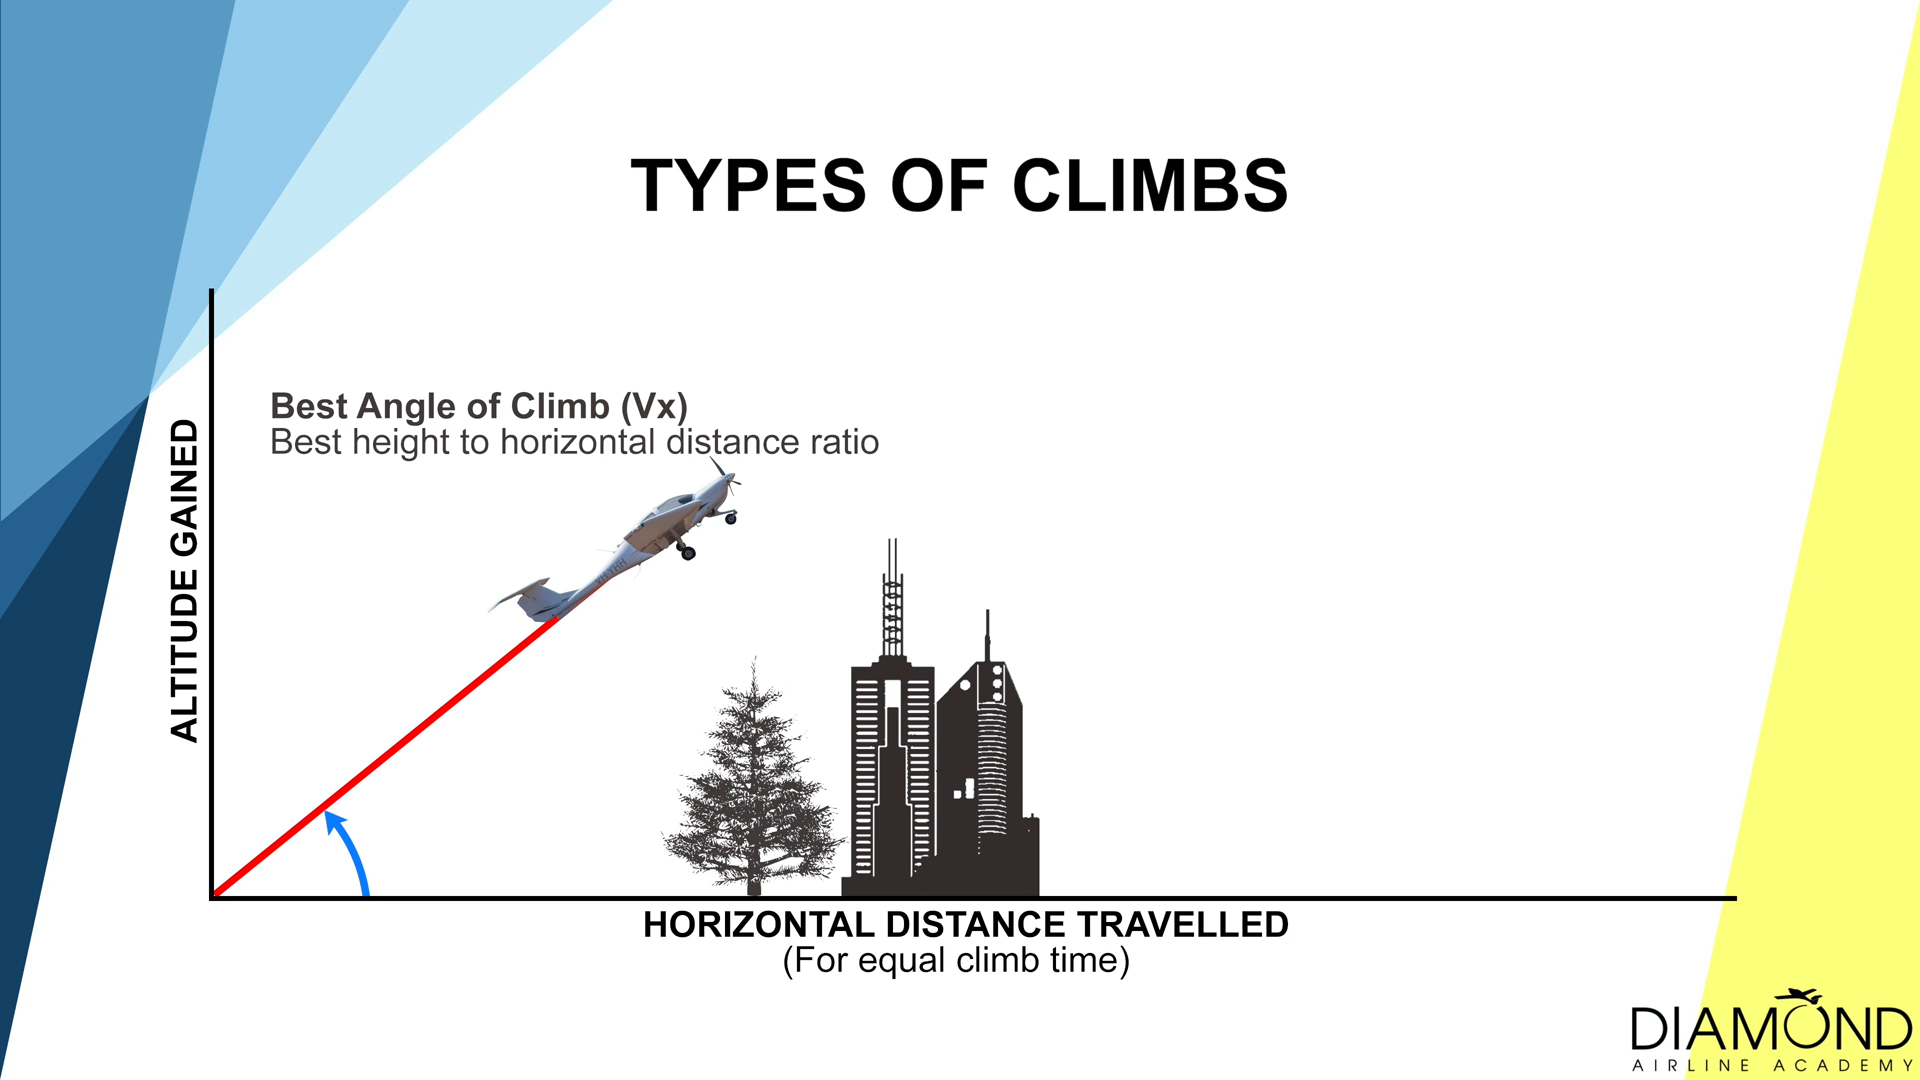 TYPES OF CLIMBS
Best Angle of Climb (Vx)
Best height to horizontal distance ratio
ALTITUDE GAINED
HORIZONTAL DISTANCE TRAVELLED
(For equal climb time)
DIAMOND
AIRLINE ACADEMY